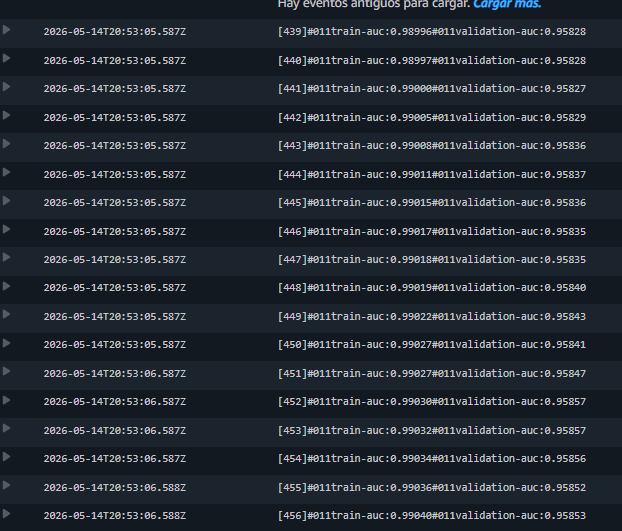 Hay eventos antiguos para cargar. Cargar más.
2026-05-14T20:53:05.587Z [439]#011train-auc:0.98996#011validation-auc:0.95828
2026-05-14T20:53:05.587Z [440]#011train-auc:0.98997#011validation-auc:0.95828
2026-05-14T20:53:05.587Z [441]#011train-auc:0.99000#011validation-auc:0.95827
2026-05-14T20:53:05.587Z [442]#011train-auc:0.99005#011validation-auc:0.95829
2026-05-14T20:53:05.587Z [443]#011train-auc:0.99008#011validation-auc:0.95836
2026-05-14T20:53:05.587Z [444]#011train-auc:0.99011#011validation-auc:0.95837
2026-05-14T20:53:05.587Z [445]#011train-auc:0.99015#011validation-auc:0.95836
2026-05-14T20:53:05.587Z [446]#011train-auc:0.99017#011validation-auc:0.95835
2026-05-14T20:53:05.587Z [447]#011train-auc:0.99018#011validation-auc:0.95835
2026-05-14T20:53:05.587Z [448]#011train-auc:0.99019#011validation-auc:0.95840
2026-05-14T20:53:05.587Z [449]#011train-auc:0.99022#011validation-auc:0.95843
2026-05-14T20:53:05.587Z [450]#011train-auc:0.99027#011validation-auc:0.95841
2026-05-14T20:53:06.587Z [451]#011train-auc:0.99027#011validation-auc:0.95847
2026-05-14T20:53:06.587Z [452]#011train-auc:0.99030#011validation-auc:0.95857
2026-05-14T20:53:06.587Z [453]#011train-auc:0.99032#011validation-auc:0.95857
2026-05-14T20:53:06.587Z [454]#011train-auc:0.99034#011validation-auc:0.95856
2026-05-14T20:53:06.588Z [455]#011train-auc:0.99036#011validation-auc:0.95852
2026-05-14T20:53:06.588Z [456]#011train-auc:0.99040#011validation-auc:0.95853